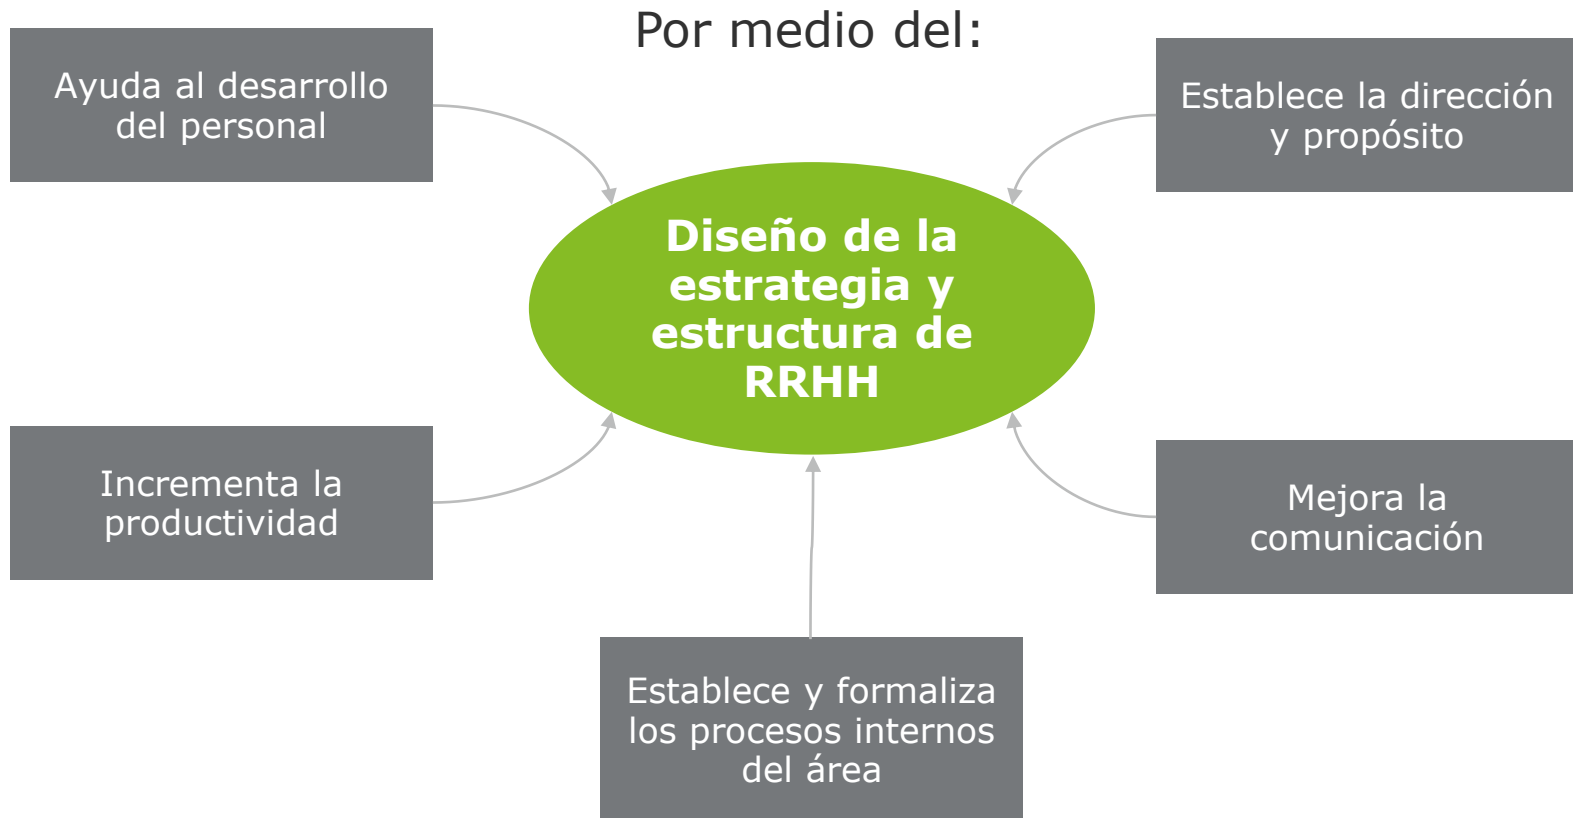 Por medio del:
Ayuda al desarrollo
del personal
Establece la dirección
y propósito
Diseño de la
estrategia y
estructura de
RRHH
Incrementa la
productividad
Mejora la
comunicación
Establece y formaliza
los procesos internos
del área